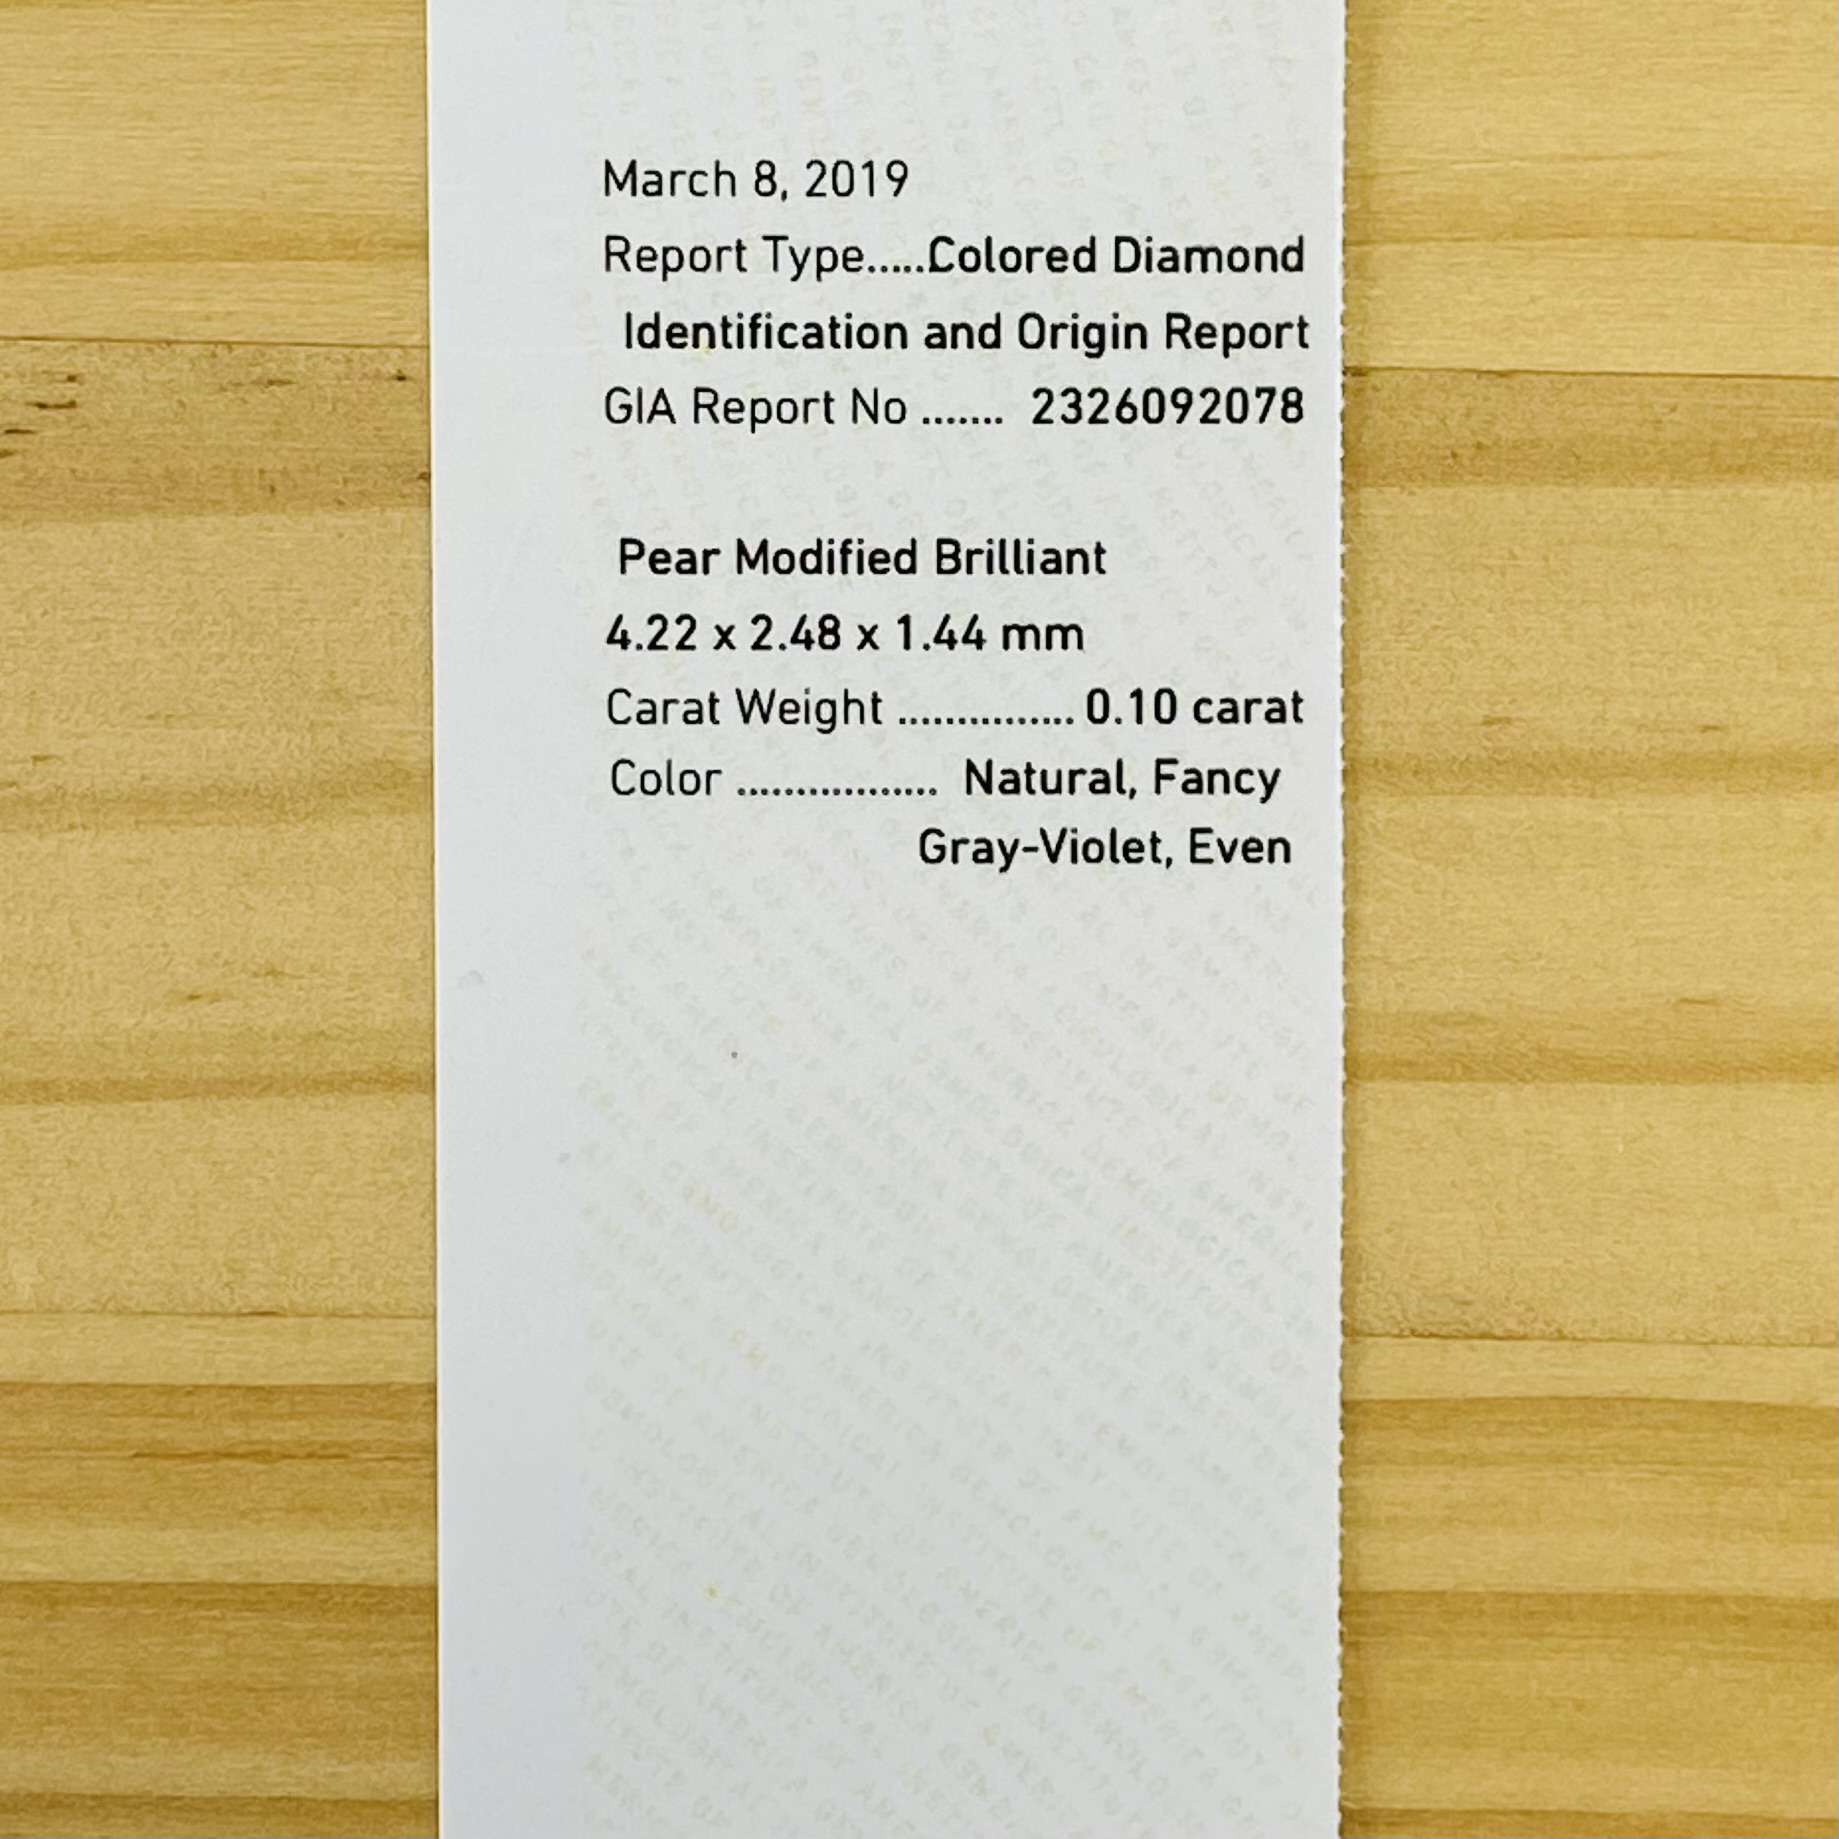 March 8, 2019
Report Type.....Colored Diamond
Identification and Origin Report
GIA Report No ....... 2326092078
Pear Modified Brilliant
4.22 x 2.48 x 1.44 mm
Carat Weight ............... 0.10 carat
Color ................. Natural, Fancy
Gray-Violet, Even